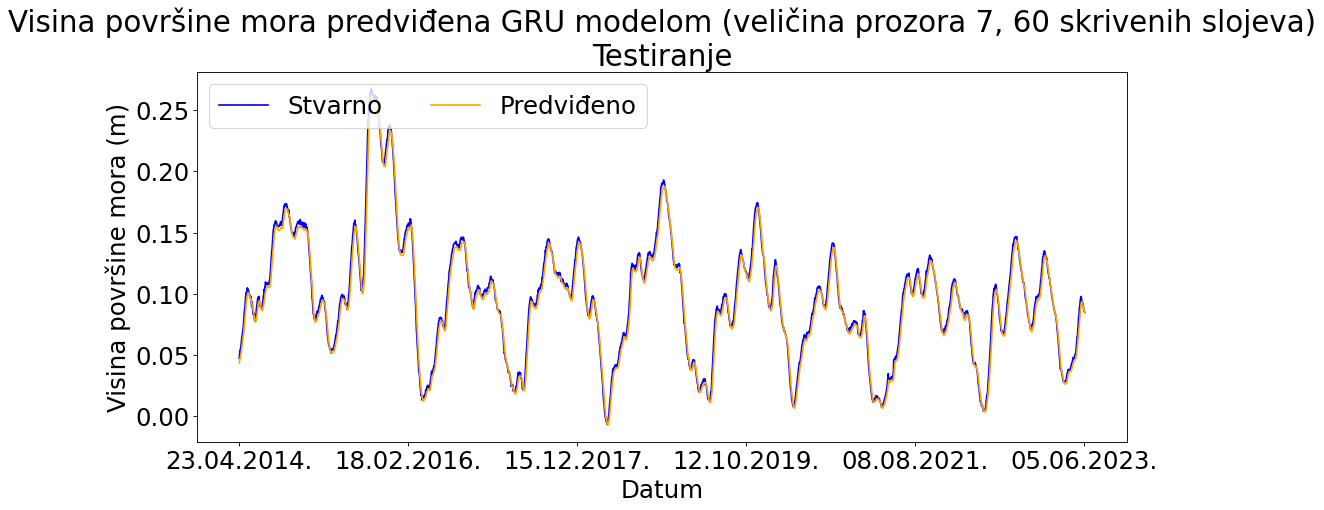 Visina površine mora predviđena GRU modelom (veličina prozora 7, 60 skrivenih slojeva)
Testiranje
Stvarno
Predviđeno
Visina površine mora (m)
0.25
0.20
0.15
0.10
0.05
0.00
23.04.2014. 18.02.2016. 15.12.2017. 12.10.2019. 08.08.2021. 05.06.2023.
Datum